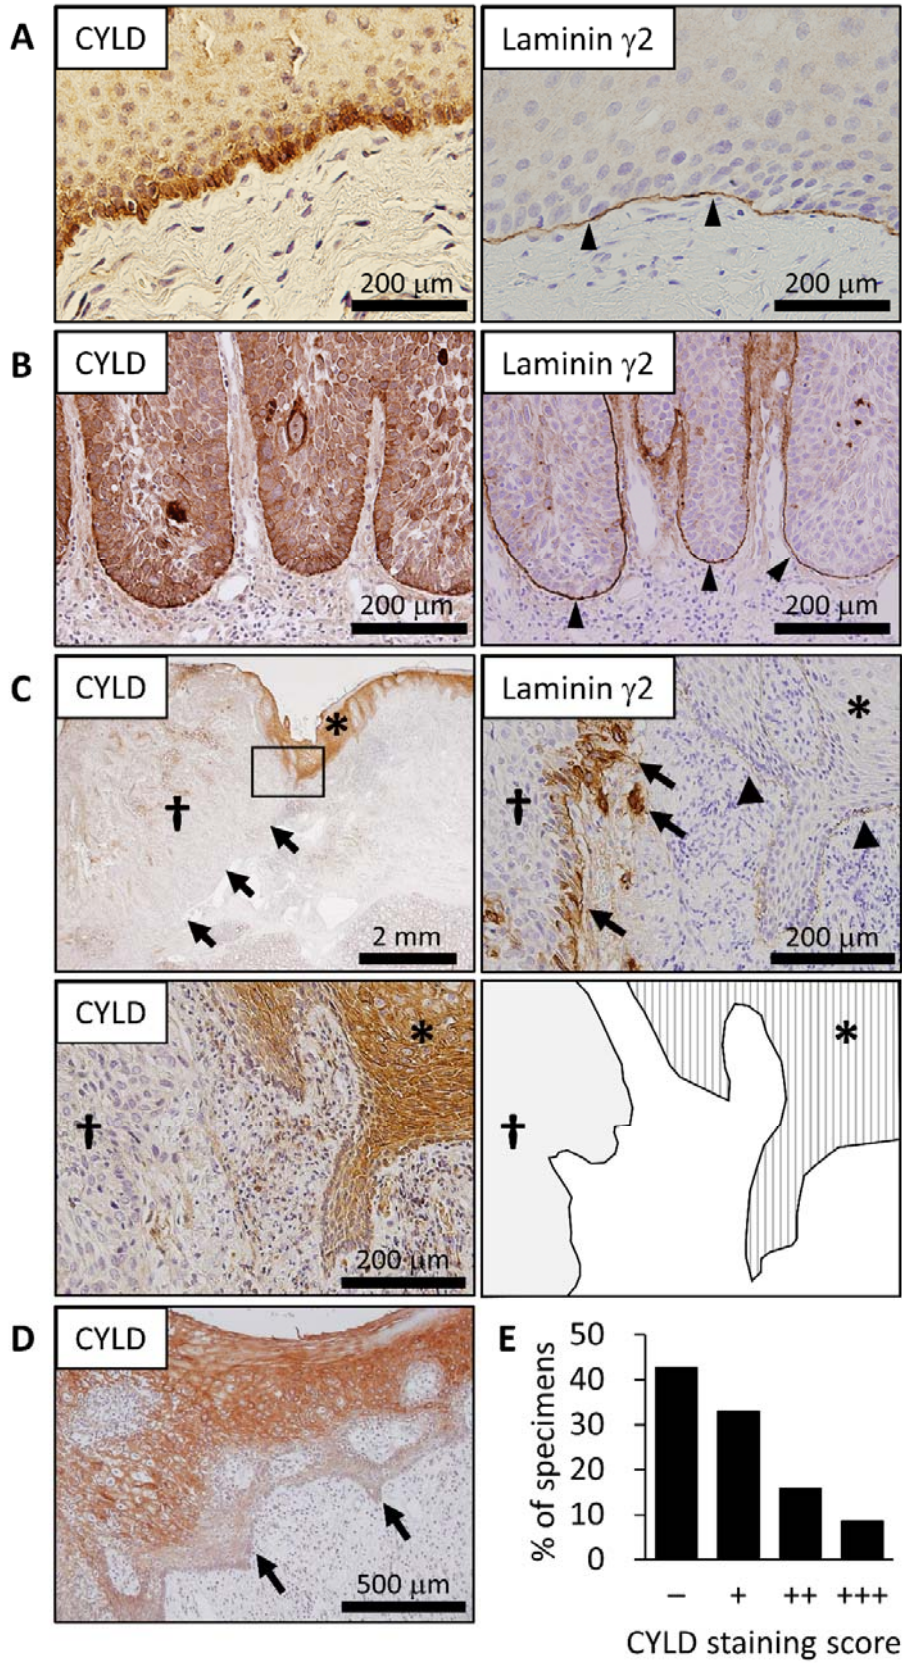 A
CYLD
200 μm
Laminin γ2
200 μm
B
CYLD
200 μm
Laminin γ2
200 μm
C
CYLD
*
†
2 mm
Laminin γ2
*
†
200 μm
CYLD
*
†
200 μm
*
†
D
CYLD
500 μm
E
% of specimens
50
40
30
20
10
0
– + ++ +++
CYLD staining score